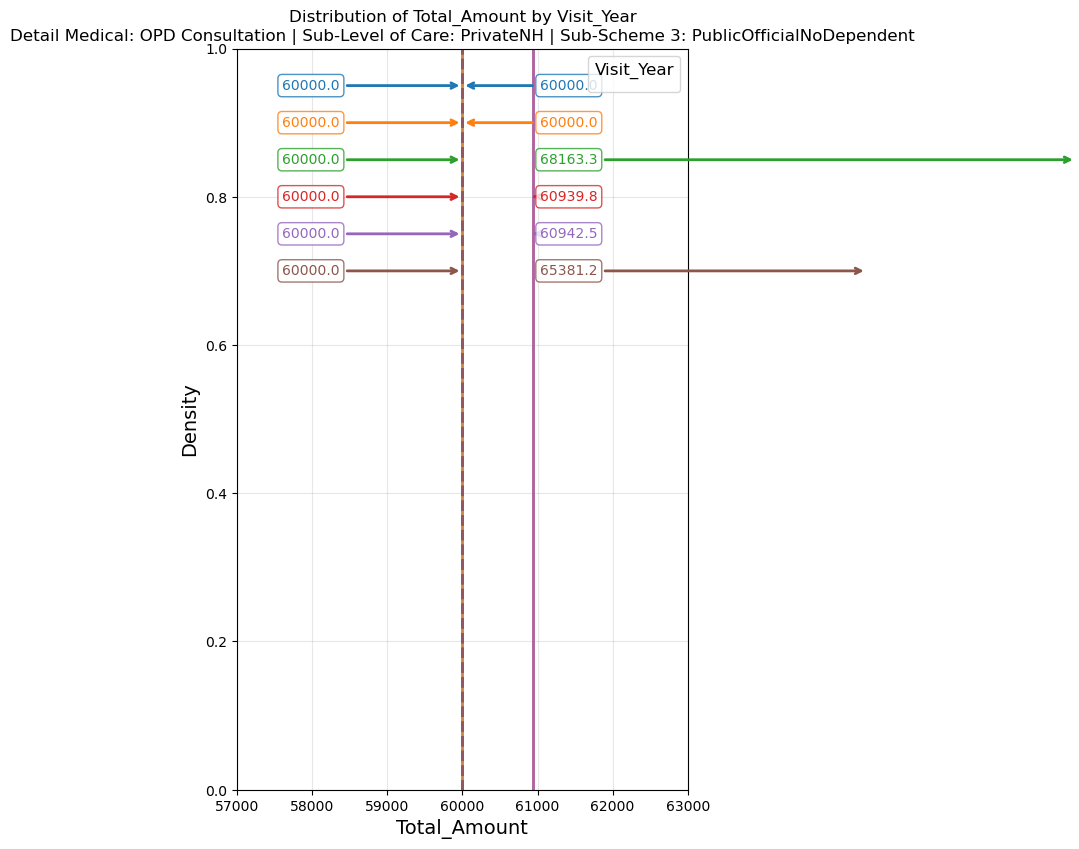 Distribution of Total_Amount by Visit_Year
Detail Medical: OPD Consultation | Sub-Level of Care: PrivateNH | Sub-Scheme 3: PublicOfficialNoDependent
Visit_Year
1.0
60000.0 60000.0
60000.0 60000.0
60000.0 68163.3
0.8
60000.0 60939.8
60000.0 60942.5
60000.0 65381.2
0.6
Density
0.4
0.2
0.0
57000 58000 59000 60000 61000 62000 63000
Total_Amount